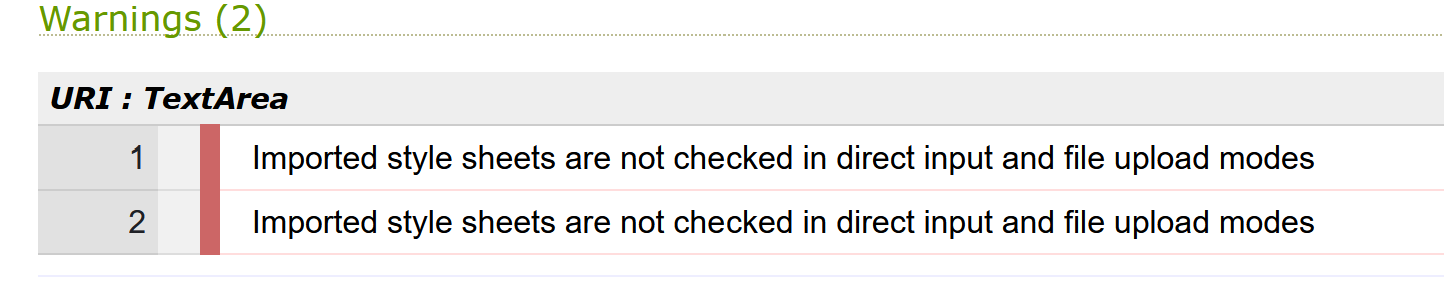 Warnings (2)
URI : TextArea
1 Imported style sheets are not checked in direct input and file upload modes
2 Imported style sheets are not checked in direct input and file upload modes